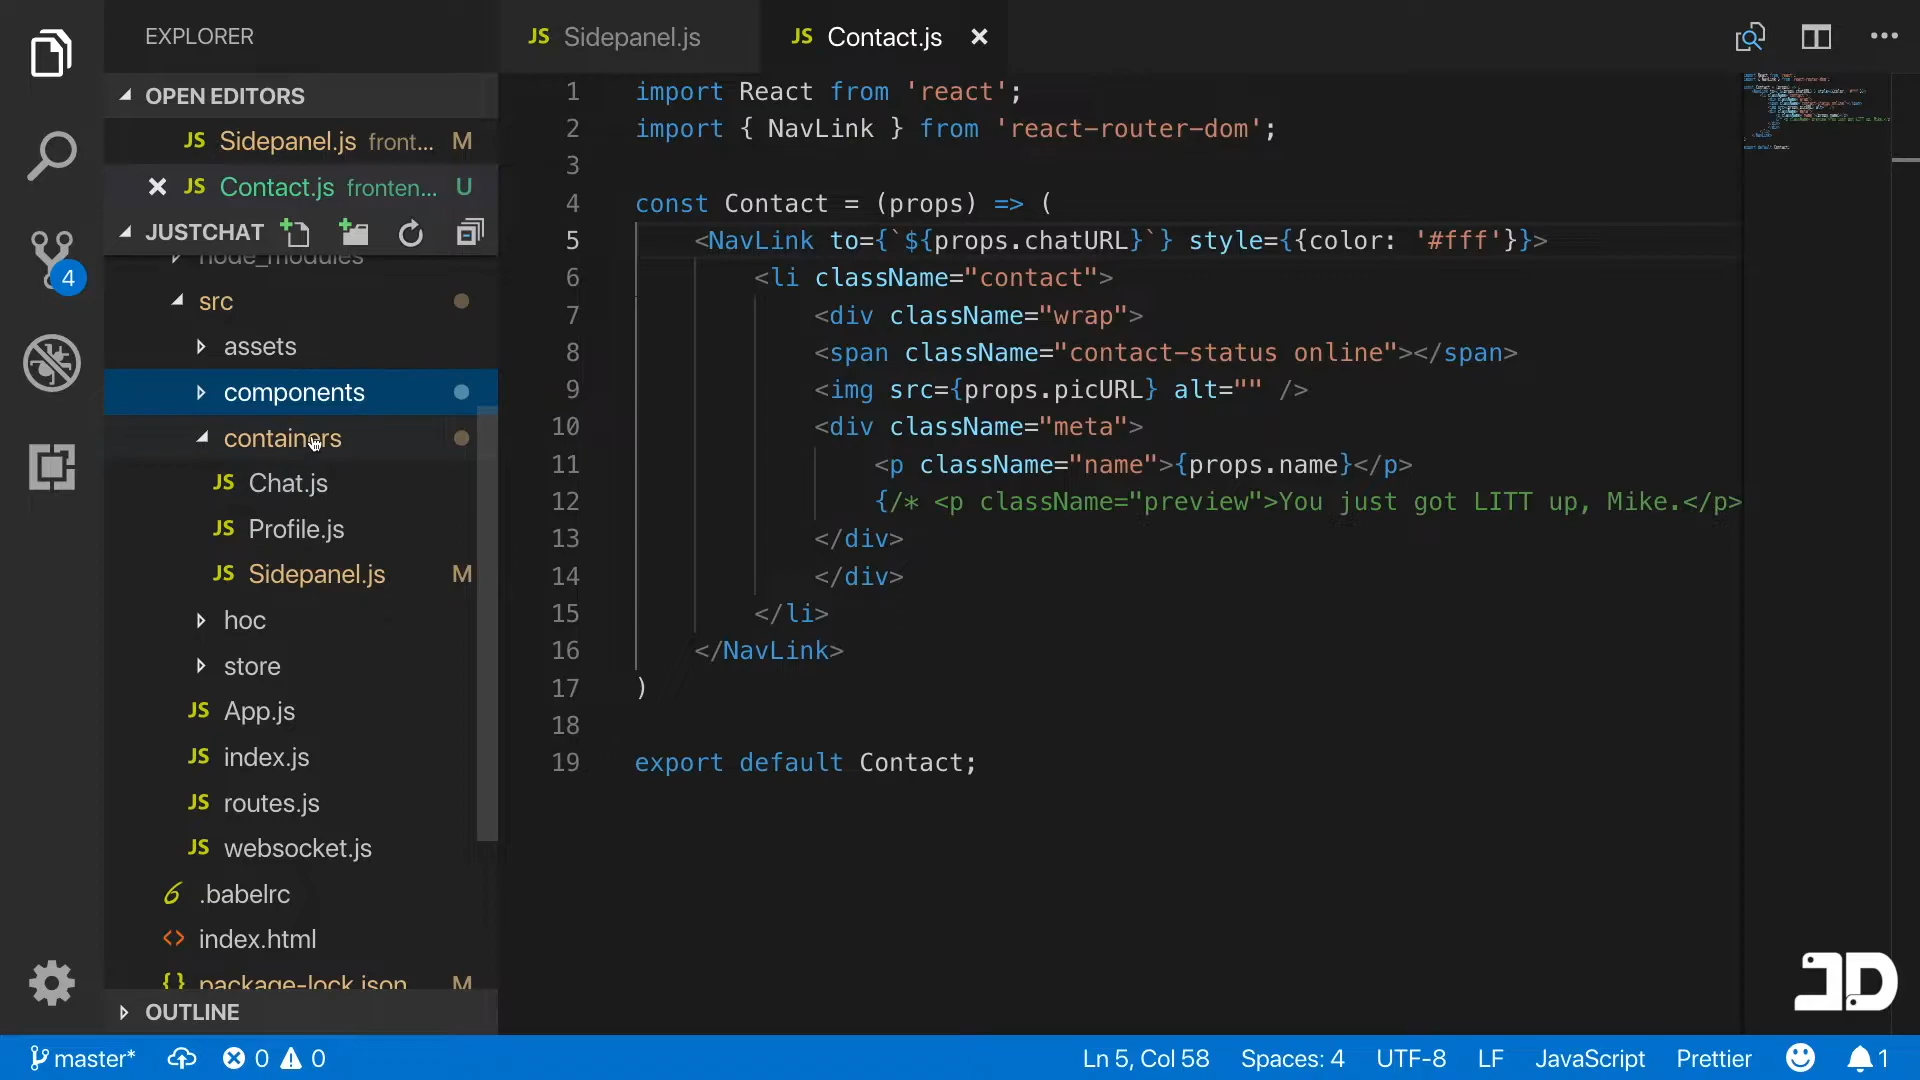 EXPLORER
OPEN EDITORS
JS Sidepanel.js front... M
JS Contact.js fronten... U
JUSTCHAT
node_modules
src
assets
components
containers
JS Chat.js
JS Profile.js
JS Sidepanel.js M
hoc
store
JS App.js
JS index.js
JS routes.js
JS websocket.js
.babelrc
<> index.html
{} package-lock.json M
OUTLINE
4
JS Sidepanel.js
JS Contact.js
1 import React from 'react';
2 import { NavLink } from 'react-router-dom';
3
4 const Contact = (props) => (
5 <NavLink to={`${props.chatURL}`} style={{color: '#fff'}}>
6 <li className="contact">
7 <div className="wrap">
8 <span className="contact-status online"></span>
9 <img src={props.picURL} alt="" />
10 <div className="meta">
11 <p className="name">{props.name}</p>
12 {/* <p className="preview">You just got LITT up, Mike.</p>
13 </div>
14 </div>
15 </li>
16 </NavLink>
17 )
18
19 export default Contact;
JD
master* 0 0 Ln 5, Col 58 Spaces: 4 UTF-8 LF JavaScript Prettier 1